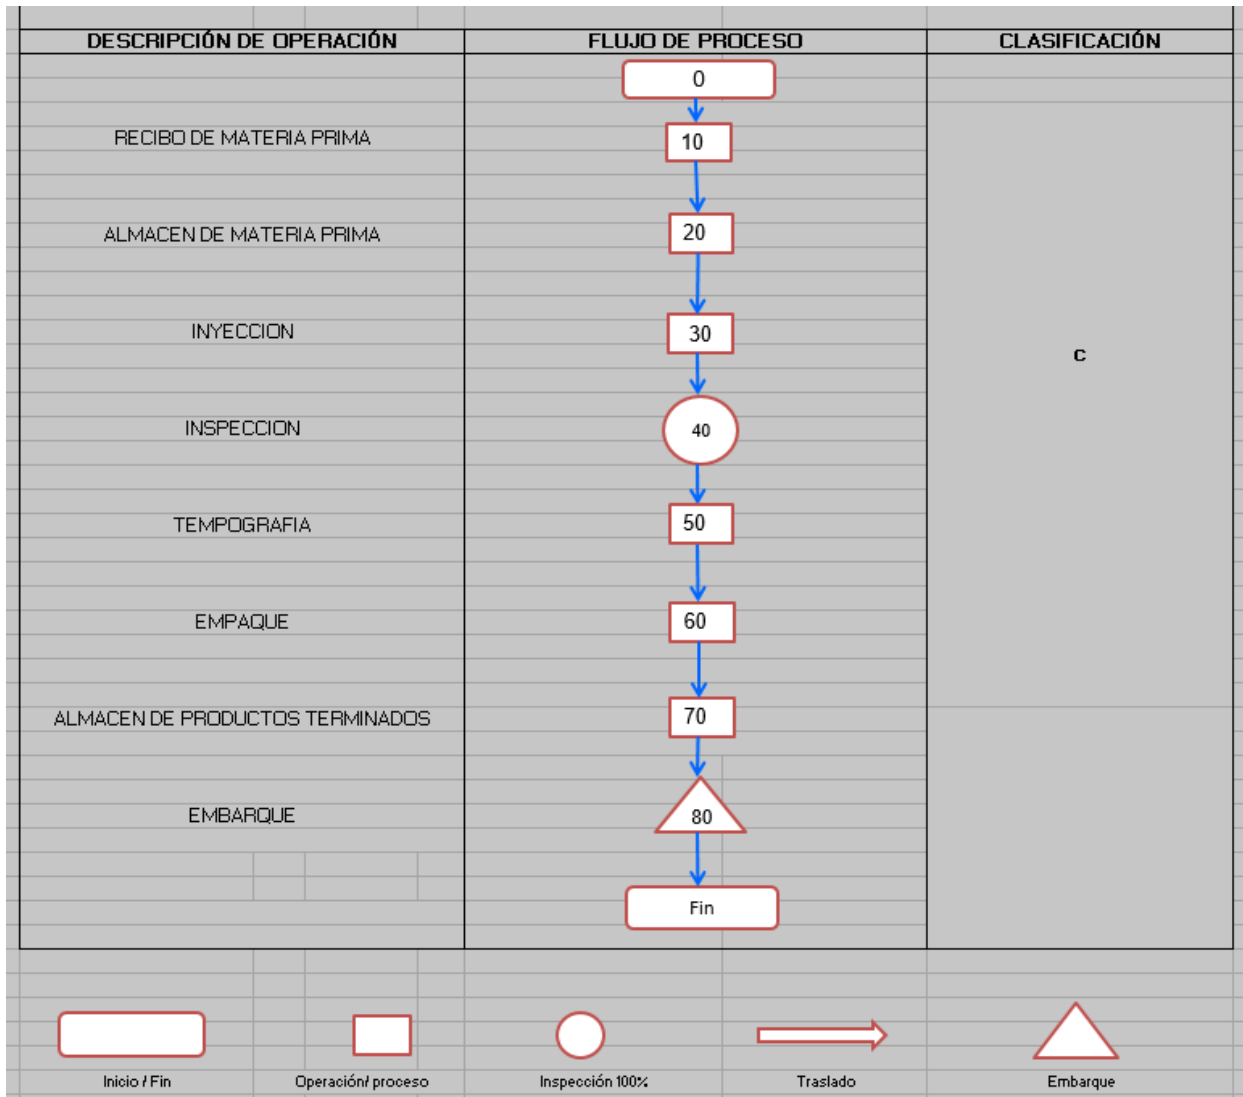 DESCRIPCIÓN DE OPERACIÓN FLUJO DE PROCESO CLASIFICACIÓN
0
RECIBO DE MATERIA PRIMA 10
ALMACEN DE MATERIA PRIMA 20
INYECCION 30
C
INSPECCION 40
TEMPOGRAFIA 50
EMPAQUE 60
ALMACEN DE PRODUCTOS TERMINADOS 70
EMBARQUE 80
Fin
Inicio / Fin Operación/ proceso Inspección 100% Traslado Embarque